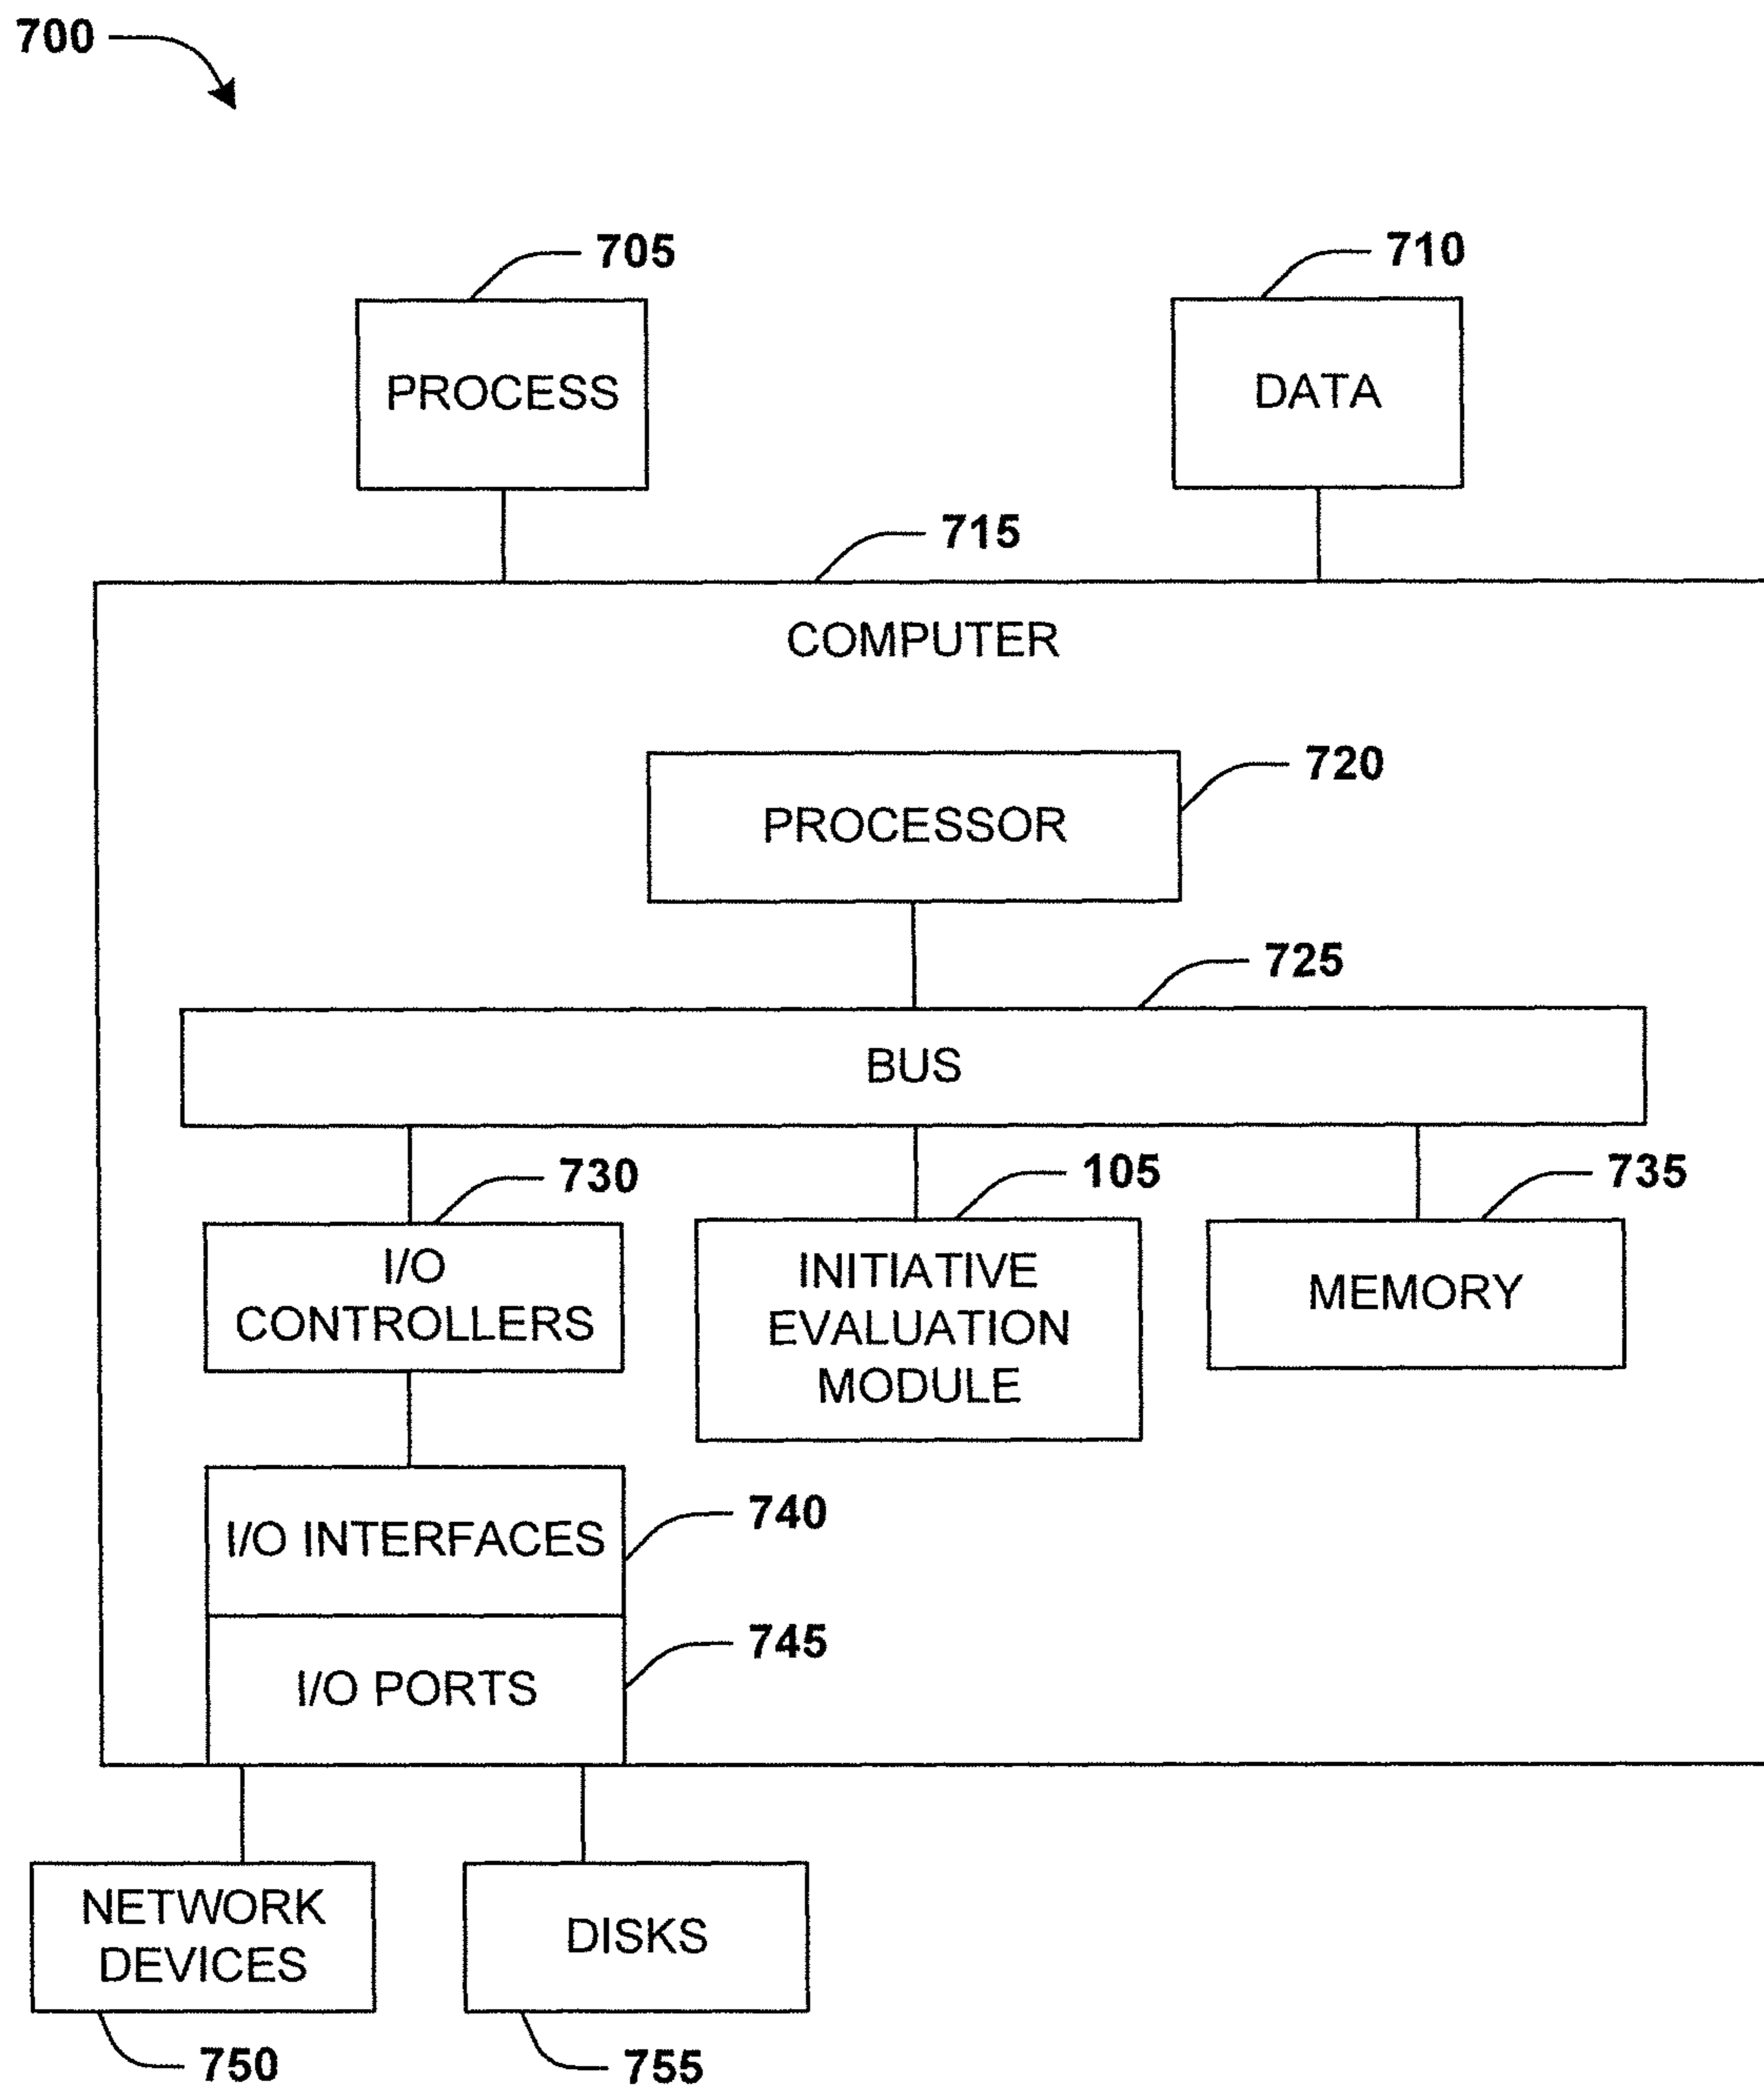 700
705
710
PROCESS
DATA
715
COMPUTER
720
PROCESSOR
725
BUS
730
105
735
I/O
CONTROLLERS
INITIATIVE
EVALUATION
MODULE
MEMORY
740
I/O INTERFACES
745
I/O PORTS
NETWORK
DEVICES
DISKS
750
755